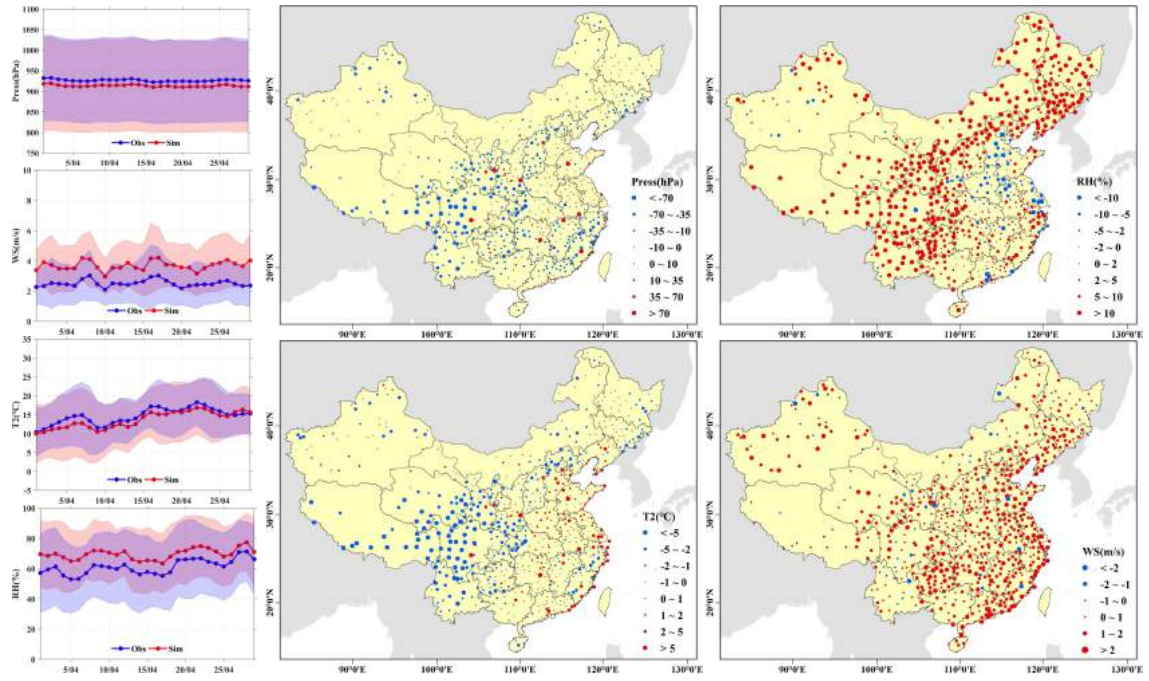 1100
1050
1000
950
900
850
800
750
Press(hPa)
Obs Sim
5/04 10/04 15/04 20/04 25/04
10
8
6
4
2
0
WS(m/s)
Obs Sim
5/04 10/04 15/04 20/04 25/04
35
30
25
20
15
10
5
0
-5
T2(℃)
Obs Sim
5/04 10/04 15/04 20/04 25/04
100
80
60
40
20
0
RH(%)
Obs Sim
5/04 10/04 15/04 20/04 25/04
40°0'N
30°0'N
20°0'N
Press(hPa)
< -70
-70 ~ -35
-35 ~ -10
-10 ~ 0
0 ~ 10
10 ~ 35
35 ~ 70
> 70
90°0'E 100°0'E 110°0'E 120°0'E 130°0'E
40°0'N
30°0'N
20°0'N
RH(%)
< -10
-10 ~ -5
-5 ~ -2
-2 ~ 0
0 ~ 2
2 ~ 5
5 ~ 10
> 10
90°0'E 100°0'E 110°0'E 120°0'E 130°0'E
40°0'N
30°0'N
20°0'N
T2(℃)
< -5
-5 ~ -2
-2 ~ -1
-1 ~ 0
0 ~ 1
1 ~ 2
2 ~ 5
> 5
90°0'E 100°0'E 110°0'E 120°0'E 130°0'E
40°0'N
30°0'N
20°0'N
WS(m/s)
< -2
-2 ~ -1
-1 ~ 0
0 ~ 1
1 ~ 2
> 2
90°0'E 100°0'E 110°0'E 120°0'E 130°0'E